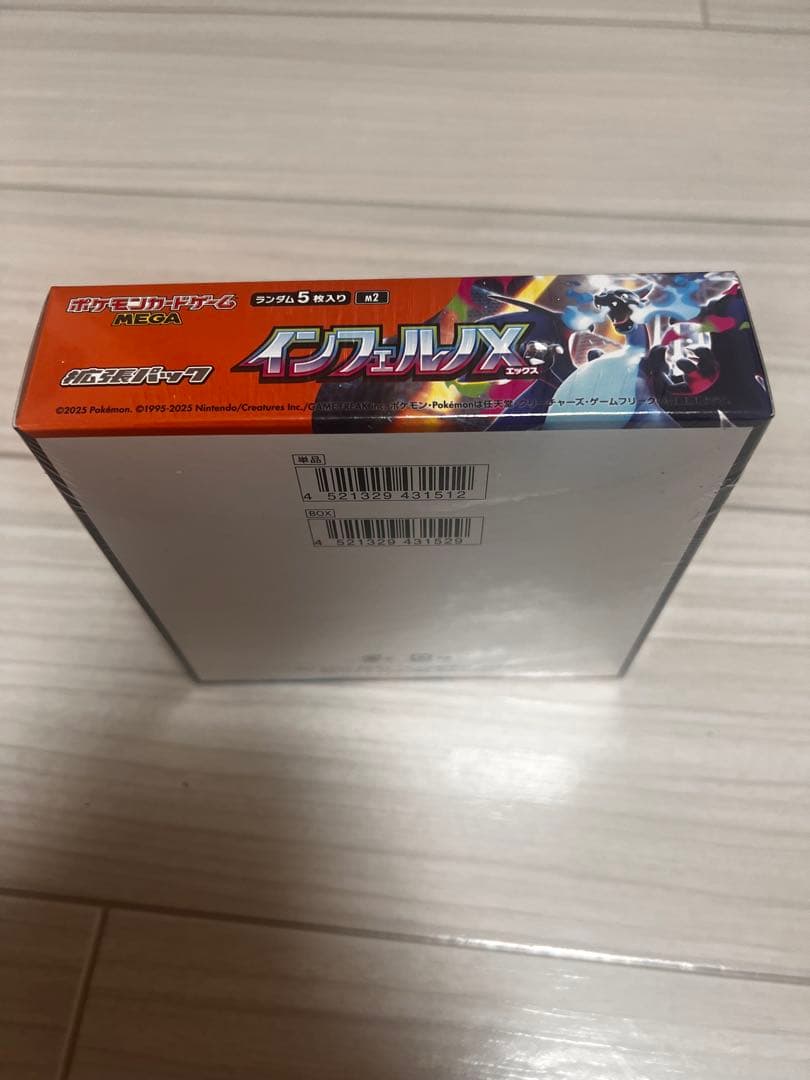 ポケモンカードゲーム
MEGA
ランダム5枚入り M2
拡張パック
インフェルノX
エックス
©2025 Pokémon. ©1995-2025 Nintendo/Creatures Inc./GAME FREAK inc. ポケモン・Pokémonは任天堂・クリーチャーズ・ゲームフリーク
単品
4 521329 431512
BOX
4 521329 431529